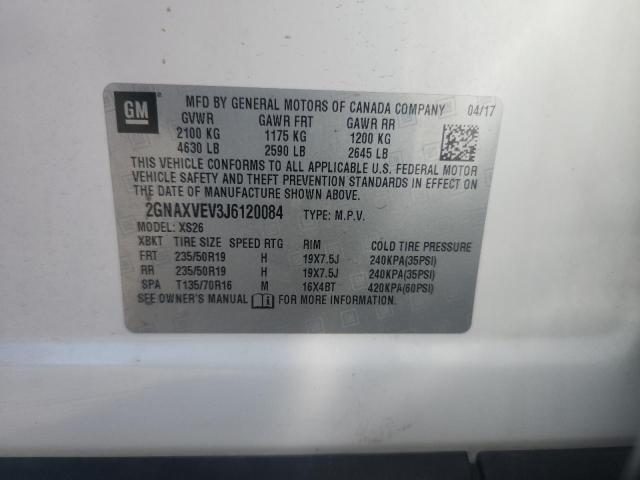 GM
MFD BY GENERAL MOTORS OF CANADA COMPANY 04/17
GVWR GAWR FRT GAWR RR
2100 KG 1175 KG 1200 KG
4630 LB 2590 LB 2645 LB
THIS VEHICLE CONFORMS TO ALL APPLICABLE U.S. FEDERAL MOTOR
VEHICLE SAFETY AND THEFT PREVENTION STANDARDS IN EFFECT ON
THE DATE OF MANUFACTURE SHOWN ABOVE.
2GNAXVEV3J6120084 TYPE: M.P.V.
MODEL: XS26
XBKT TIRE SIZE SPEED RTG RIM COLD TIRE PRESSURE
FRT 235/50R19 H 19X7.5J 240KPA(35PSI)
RR 235/50R19 H 19X7.5J 240KPA(35PSI)
SPA T135/70R16 M 16X4BT 420KPA(60PSI)
SEE OWNER'S MANUAL FOR MORE INFORMATION.